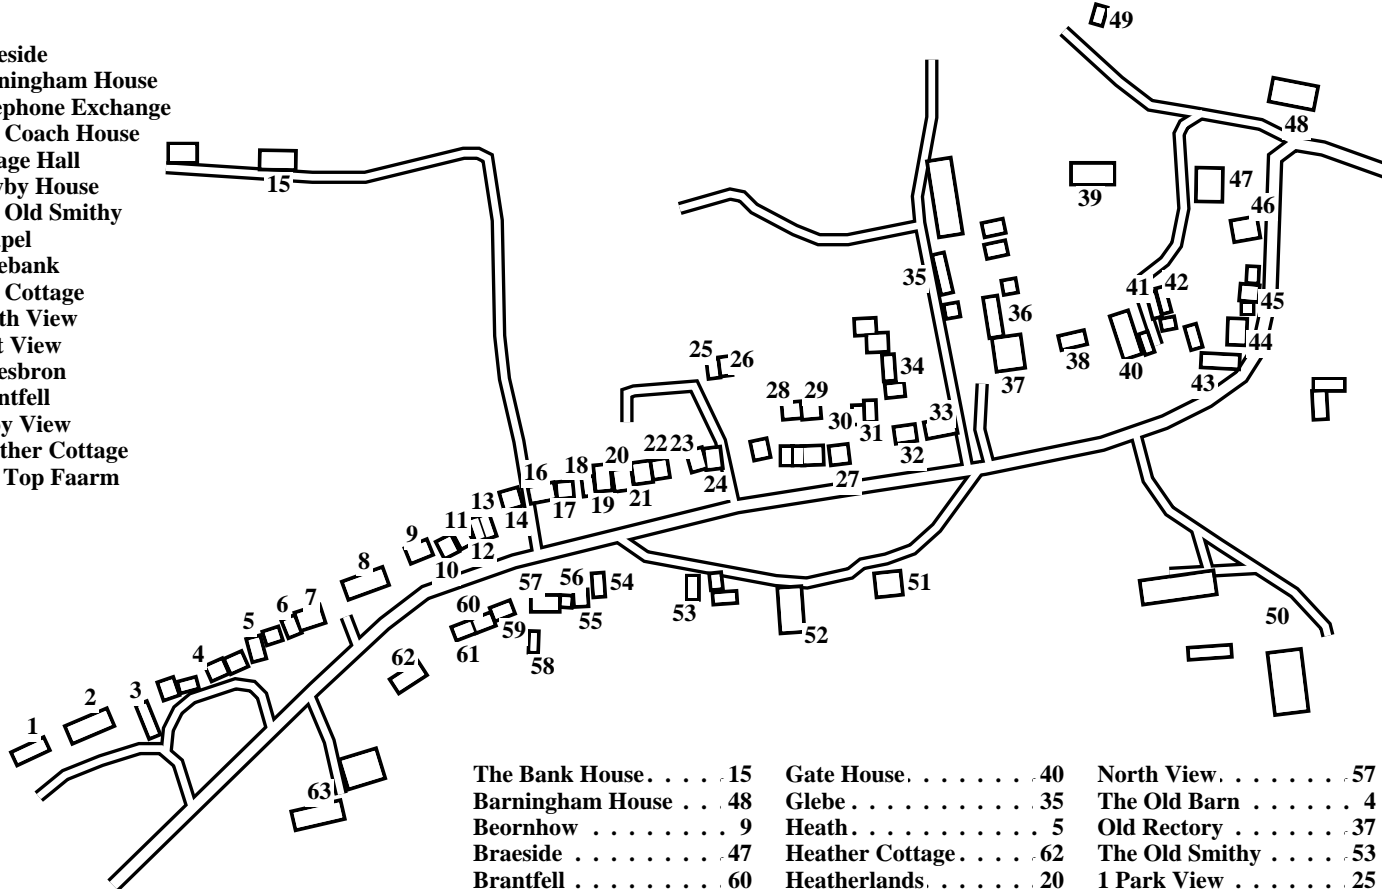 eside
ningham House
ephone Exchange
Coach House
age Hall
by House
Old Smithy
pel
ebank
Cottage
th View
t View
esbron
ntfell
y View
ther Cottage
Top Faarm
49
48
15
39
47
46
35
41
42
45
36
44
25
26
34
38
40
43
37
28
29
30
31
33
32
27
22
23
20
18
16
24
21
19
17
13
14
11
12
9
10
8
57
56
54
53
51
52
55
60
59
58
61
62
50
7
6
5
4
3
2
1
63
The Bank House . . . . . 15
Barningham House . . . 48
Beornhow . . . . . . . . 9
Braeside . . . . . . . . . 47
Brantfell . . . . . . . . . 60
Gate House . . . . . . . . 40
Glebe . . . . . . . . . . . 35
Heath . . . . . . . . . . . 5
Heather Cottage . . . . 62
Heatherlands . . . . . . 20
North View . . . . . . . . 57
The Old Barn . . . . . . . 4
Old Rectory . . . . . . . 37
The Old Smithy . . . . . 53
1 Park View . . . . . . . 25